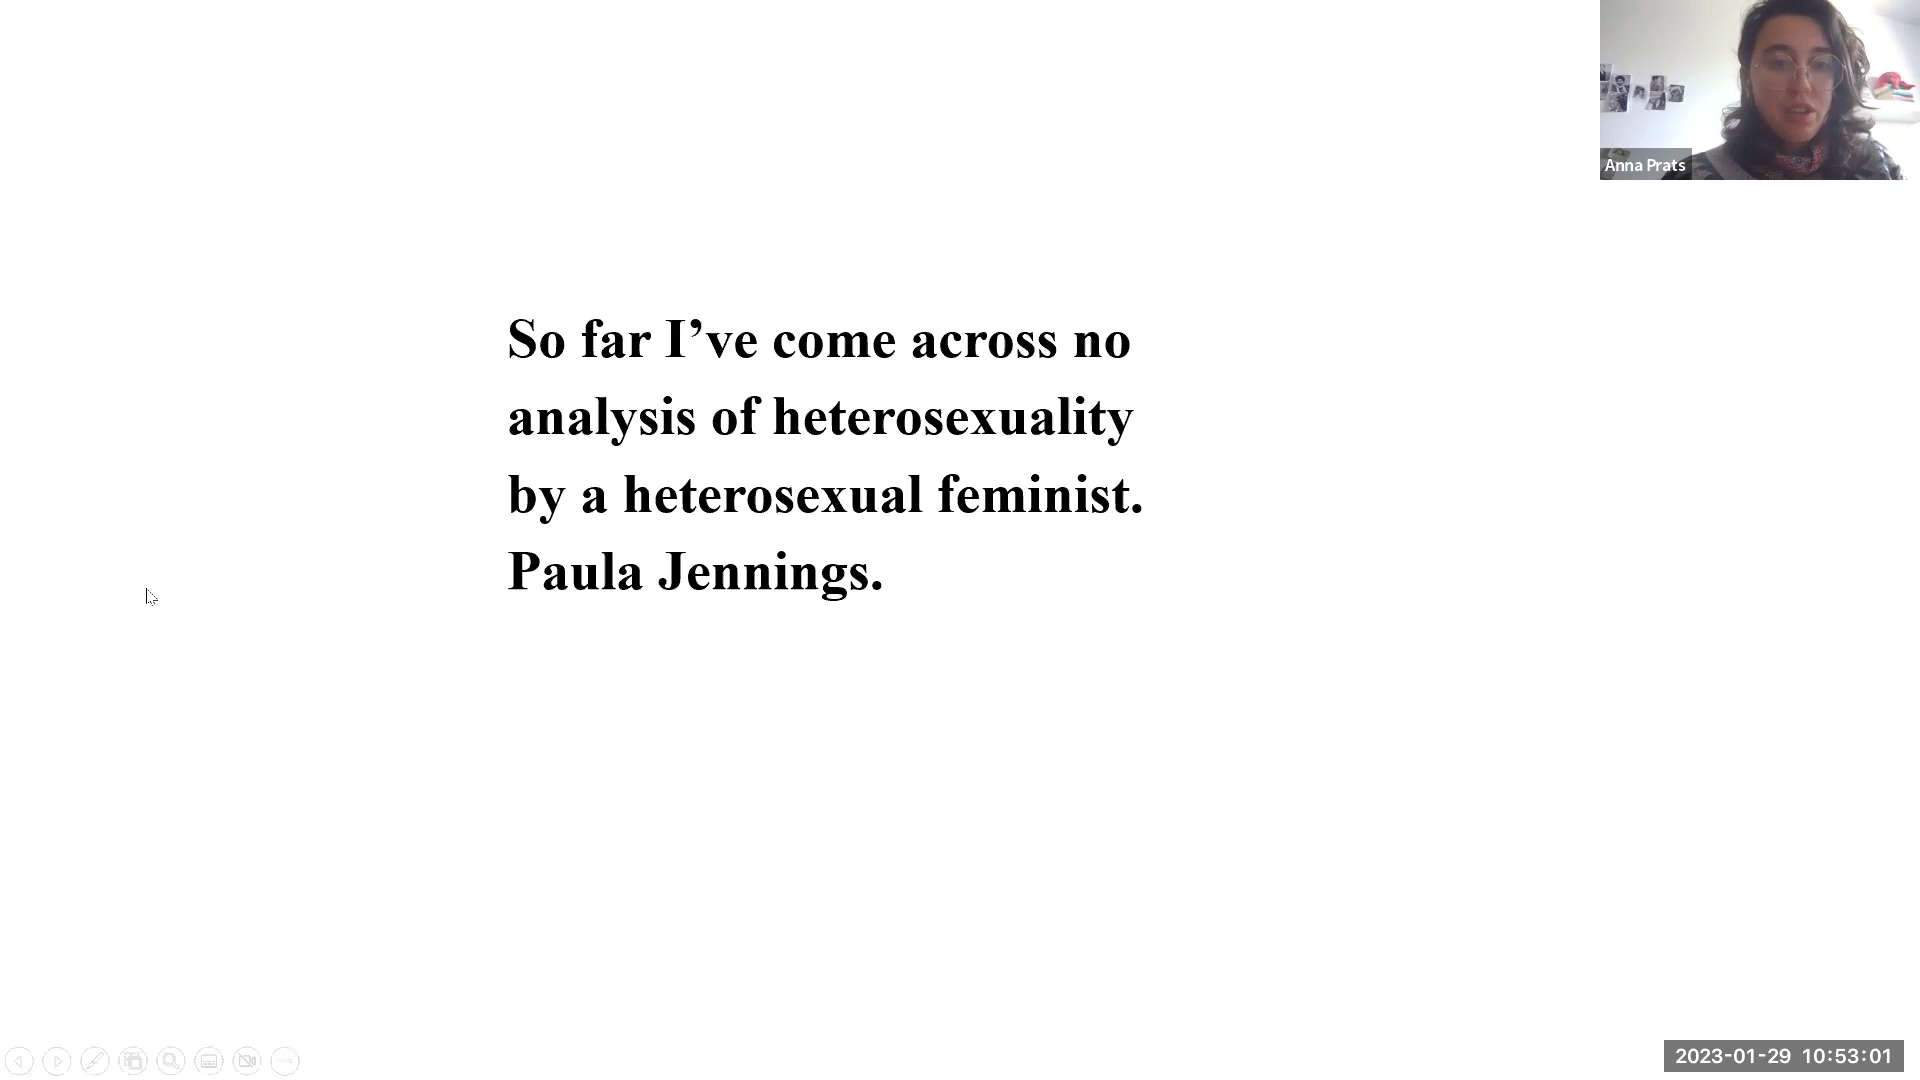 Anna Prats
So far I’ve come across no
analysis of heterosexuality
by a heterosexual feminist.
Paula Jennings.
2023-01-29 10:53:01